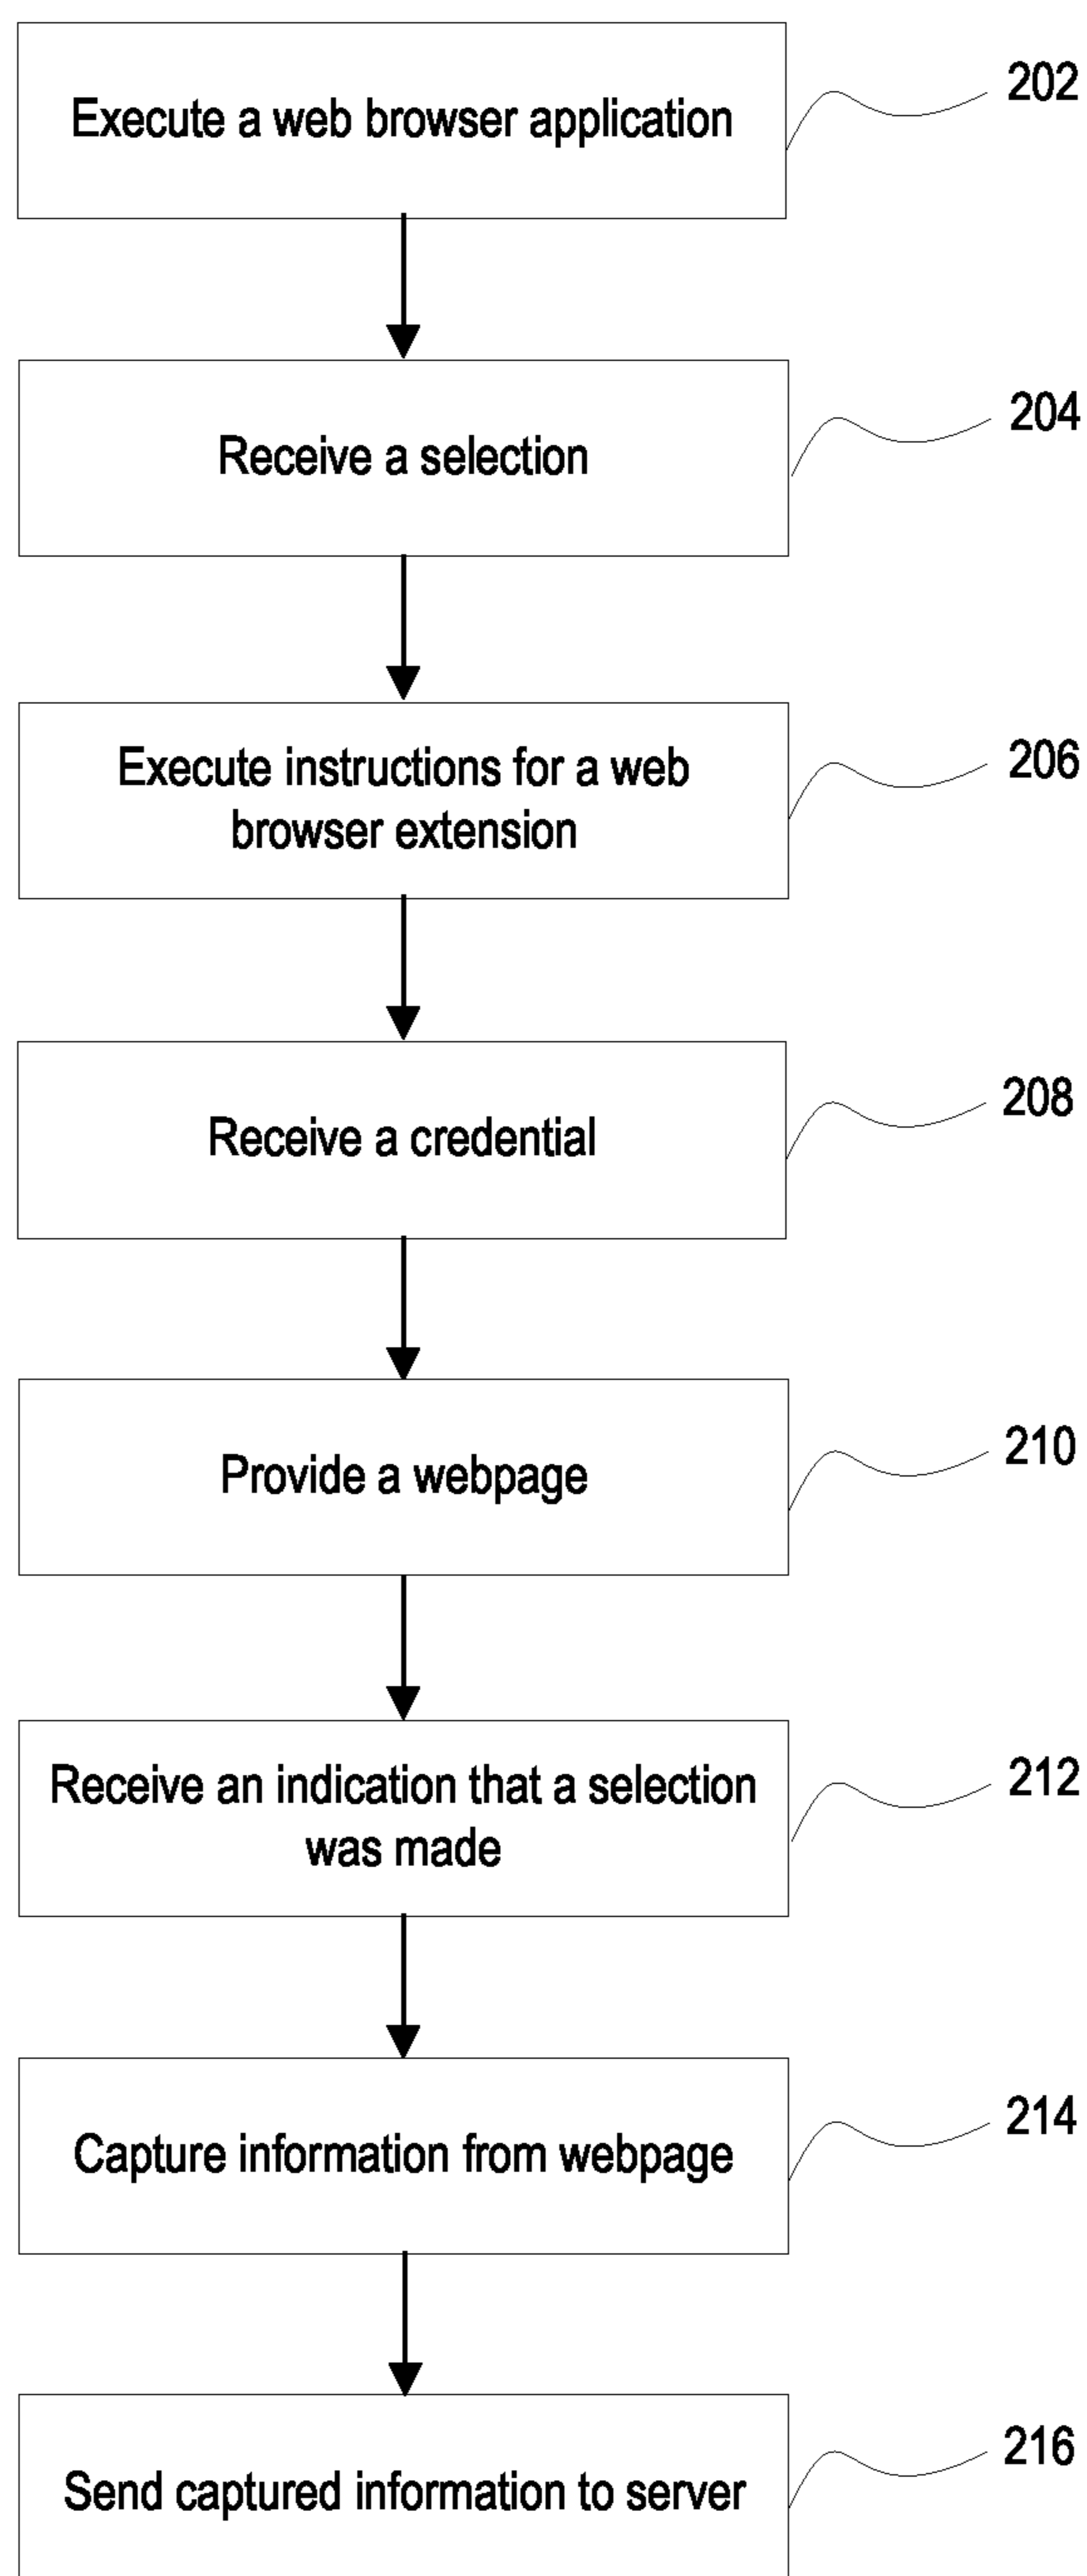 Execute a web browser application
202
Receive a selection
204
Execute instructions for a web
browser extension
206
Receive a credential
208
Provide a webpage
210
Receive an indication that a selection
was made
212
Capture information from webpage
214
Send captured information to server
216